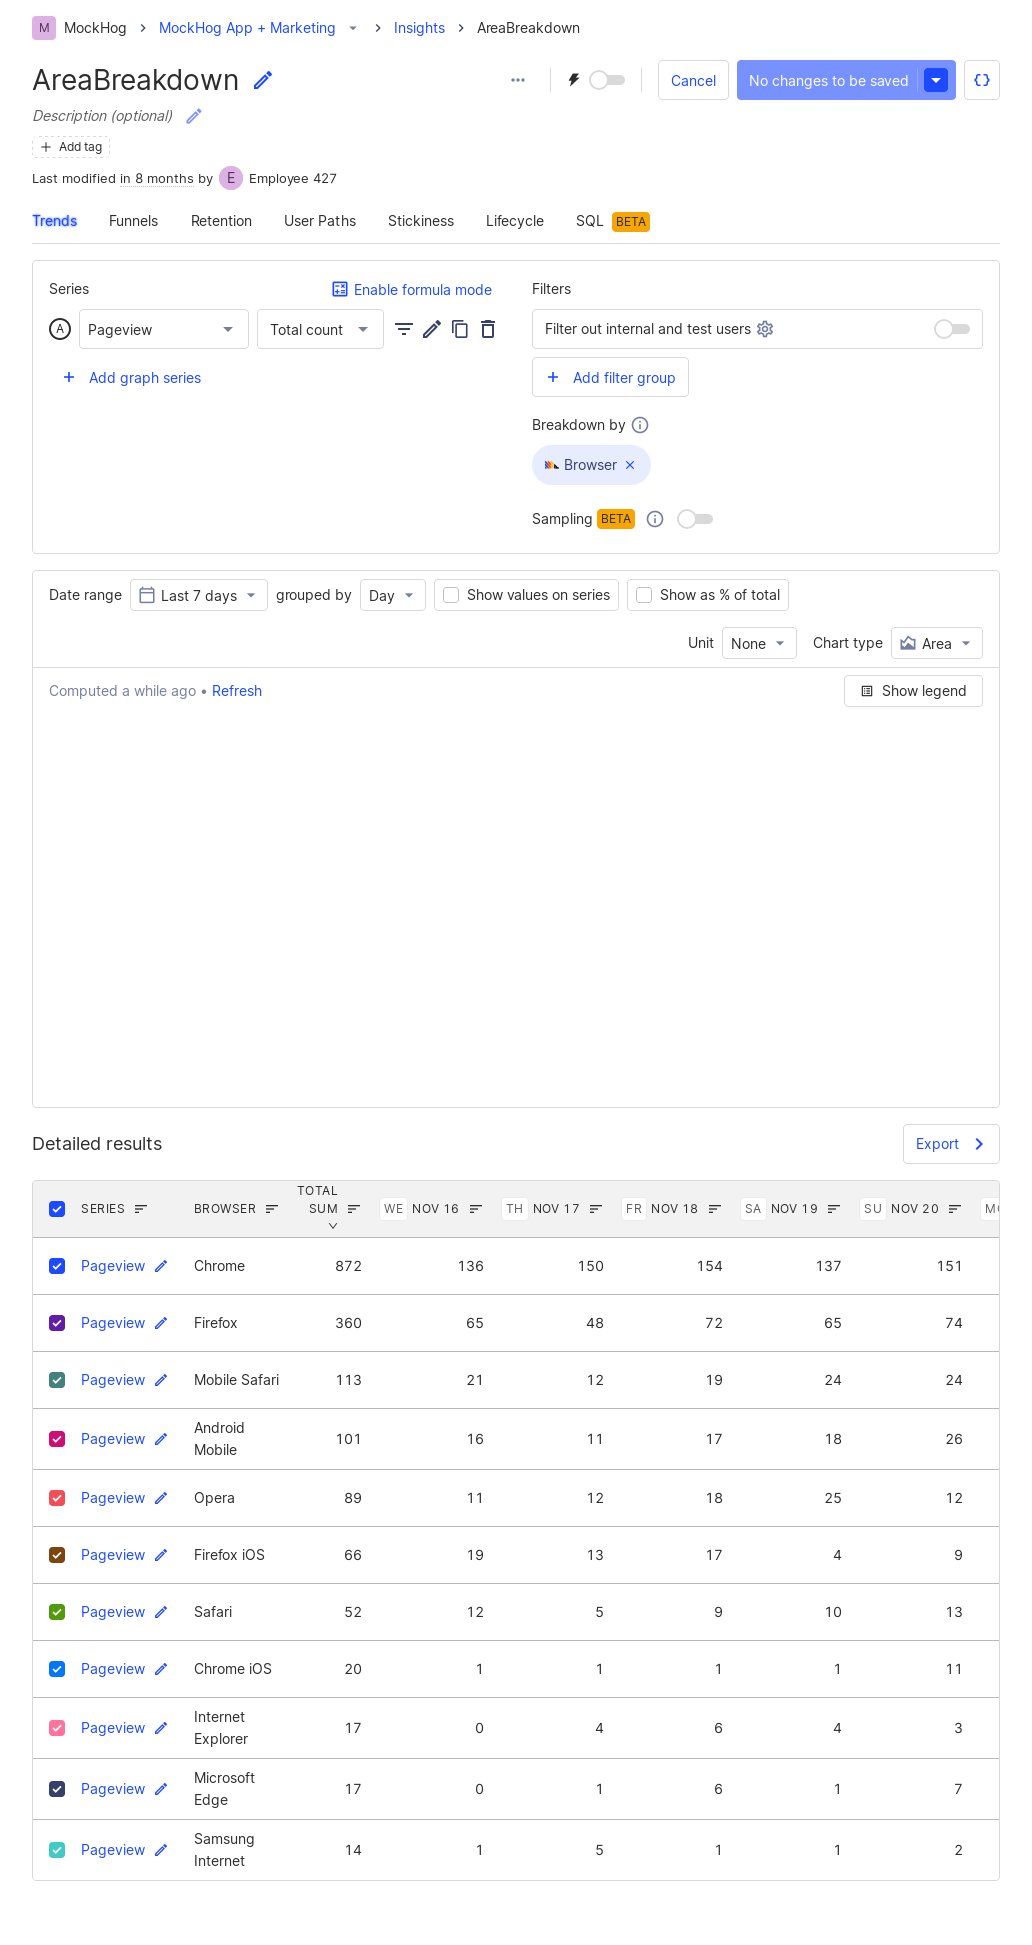 M MockHog MockHog App + Marketing Insights AreaBreakdown
AreaBreakdown Cancel No changes to be saved
Description (optional)
Add tag
Last modified in 8 months by E Employee 427
Trends Funnels Retention User Paths Stickiness Lifecycle SQL BETA
Series Enable formula mode Filters
A Pageview Total count Filter out internal and test users
Add graph series Add filter group
Breakdown by
Browser
Sampling BETA
Date range Last 7 days grouped by Day Show values on series Show as % of total
Unit None Chart type Area
Computed a while ago • Refresh Show legend
Detailed results Export
SERIES BROWSER TOTAL SUM WE NOV 16 TH NOV 17 FR NOV 18 SA NOV 19 SU NOV 20
Pageview Chrome 872 136 150 154 137 151
Pageview Firefox 360 65 48 72 65 74
Pageview Mobile Safari 113 21 12 19 24 24
Pageview Android Mobile 101 16 11 17 18 26
Pageview Opera 89 11 12 18 25 12
Pageview Firefox iOS 66 19 13 17 4 9
Pageview Safari 52 12 5 9 10 13
Pageview Chrome iOS 20 1 1 1 1 11
Pageview Internet Explorer 17 0 4 6 4 3
Pageview Microsoft Edge 17 0 1 6 1 7
Pageview Samsung Internet 14 1 5 1 1 2